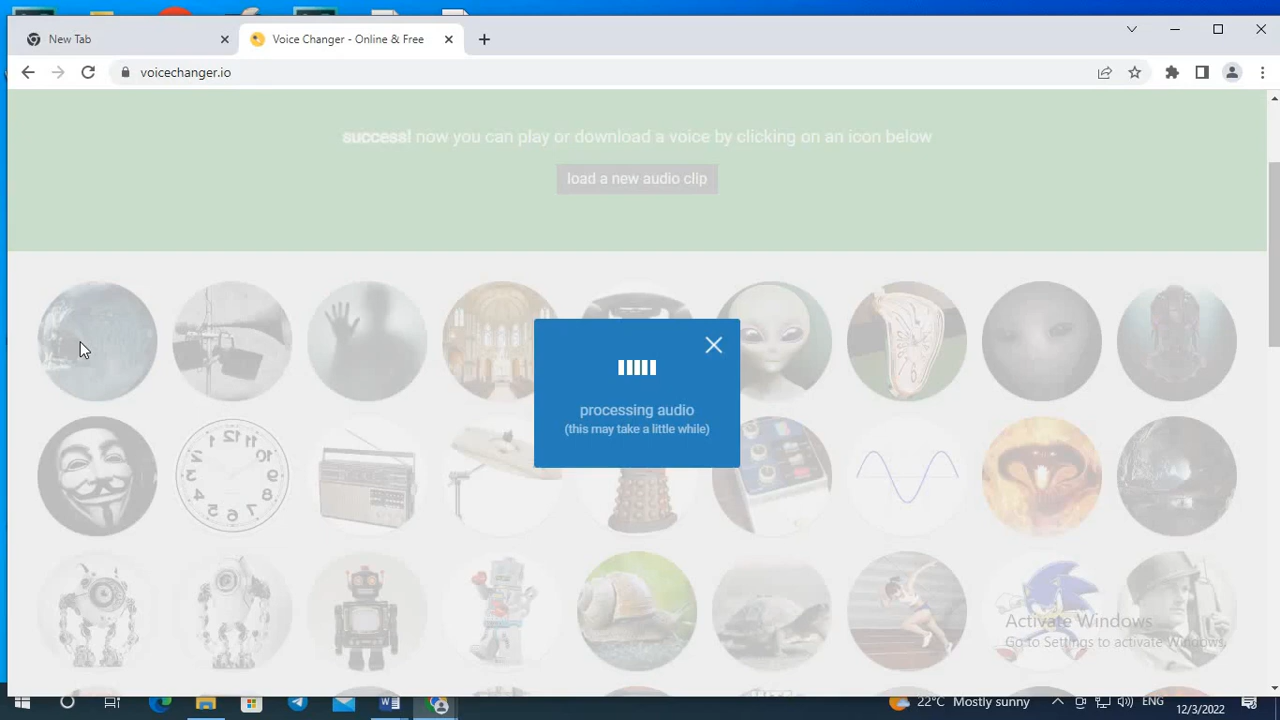 New Tab
Voice Changer - Online & Free
voicechanger.io
success! now you can play or download a voice by clicking on an icon below
load a new audio clip
processing audio
(this may take a little while)
Activate Windows
Go to Settings to activate Windows.
22°C Mostly sunny
ENG
12/3/2022